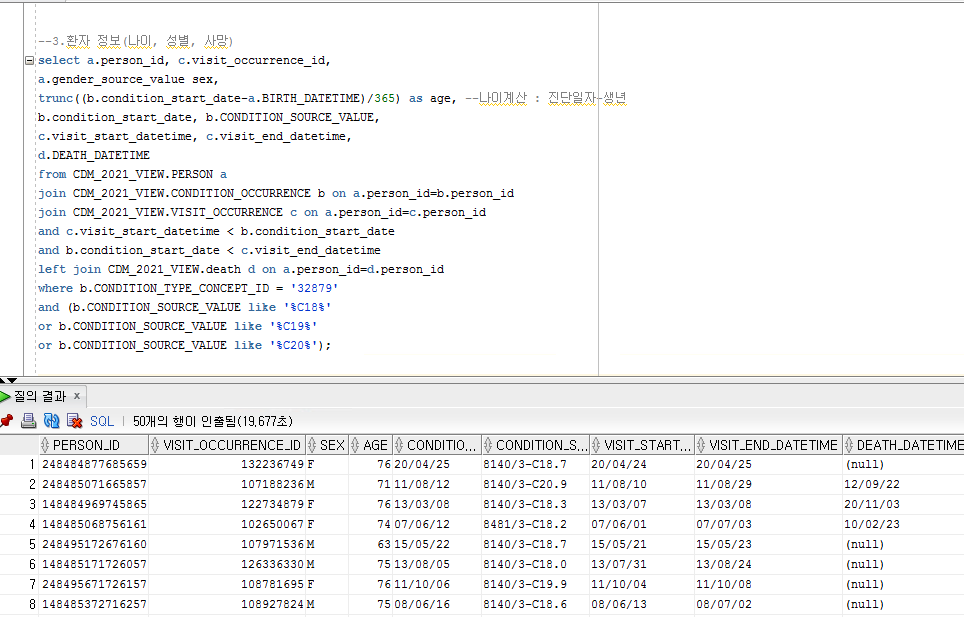 --3.환자 정보(나이, 성별, 사망)
select a.person_id, c.visit_occurrence_id,
a.gender_source_value sex,
trunc((b.condition_start_date-a.BIRTH_DATETIME)/365) as age, --나이계산 : 진단일자-생년
b.condition_start_date, b.CONDITION_SOURCE_VALUE,
c.visit_start_datetime, c.visit_end_datetime,
d.DEATH_DATETIME
from CDM_2021_VIEW.PERSON a
join CDM_2021_VIEW.CONDITION_OCCURRENCE b on a.person_id=b.person_id
join CDM_2021_VIEW.VISIT_OCCURRENCE c on a.person_id=c.person_id
and c.visit_start_datetime < b.condition_start_date
and b.condition_start_date < c.visit_end_datetime
left join CDM_2021_VIEW.death d on a.person_id=d.person_id
where b.CONDITION_TYPE_CONCEPT_ID = '32879'
and (b.CONDITION_SOURCE_VALUE like '%C18%'
or b.CONDITION_SOURCE_VALUE like '%C19%'
or b.CONDITION_SOURCE_VALUE like '%C20%');
질의 결과 x
SQL | 50개의 행이 인출됨(19,677초)
PERSON_ID VISIT_OCCURRENCE_ID SEX AGE CONDITIO... CONDITION_S... VISIT_START... VISIT_END_DATETIME DEATH_DATETIME
1 248484877685659 132236749 F 76 20/04/25 8140/3-C18.7 20/04/24 20/04/25 (null)
2 248485071665857 107188236 M 71 11/08/12 8140/3-C20.9 11/08/10 11/08/29 12/09/22
3 148484969745865 122734879 F 76 13/03/08 8140/3-C18.3 13/03/07 13/03/08 20/11/03
4 148485068756161 102650067 F 74 07/06/12 8481/3-C18.2 07/06/01 07/07/03 10/02/23
5 248495172676160 107971536 M 63 15/05/22 8140/3-C18.7 15/05/21 15/05/23 (null)
6 148485171726057 126336330 M 75 13/08/05 8140/3-C18.0 13/07/31 13/08/24 (null)
7 248495671726157 108781695 F 76 11/10/06 8140/3-C19.9 11/10/04 11/10/08 (null)
8 148485372716257 108927824 M 75 08/06/16 8140/3-C18.6 08/06/13 08/07/02 (null)